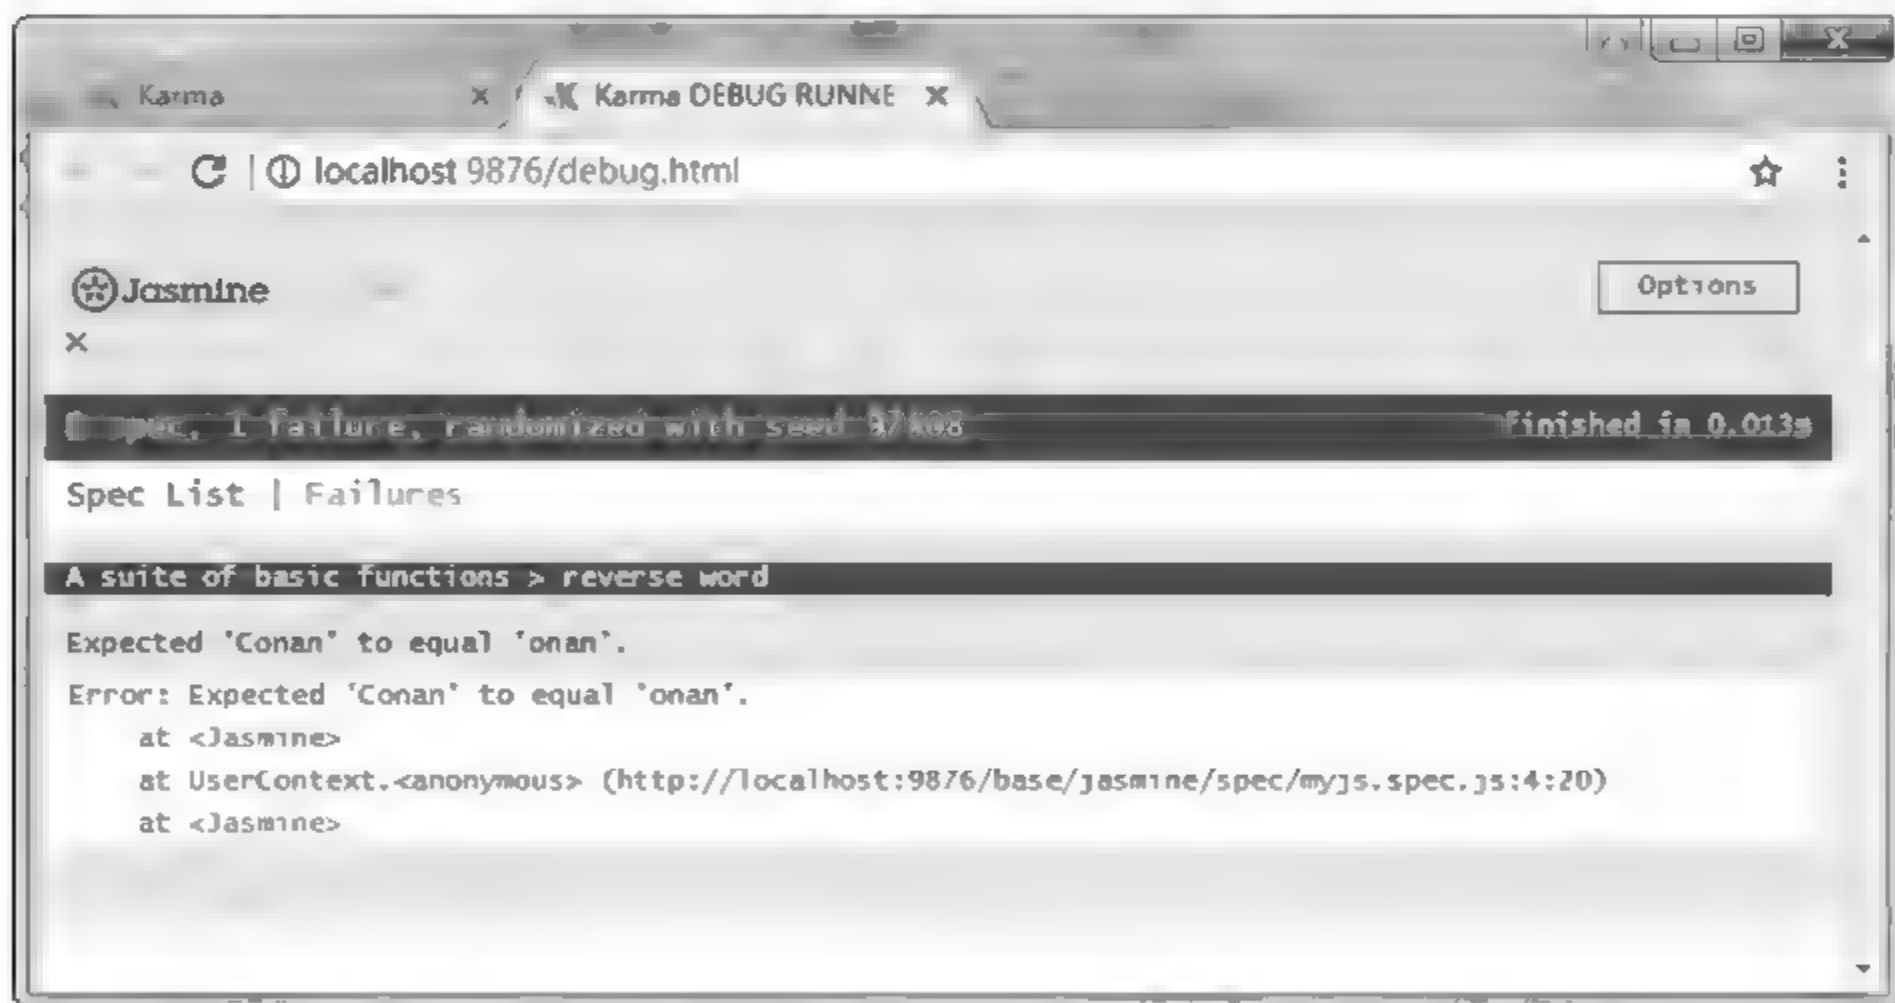 Karma
Karma DEBUG RUNNE
localhost 9876/debug.html
Jasmine
Options
1 failure, randomized with seed
finished in 0.013s
Spec List | Failures
A suite of basic functions > reverse word
Expected 'Conan' to equal 'onan'.
Error: Expected 'Conan' to equal 'onan'.
at <Jasmine>
at UserContext.<anonymous> (http://localhost:9876/base/jasmine/spec/myjs.spec.js:4:20)
at <Jasmine>